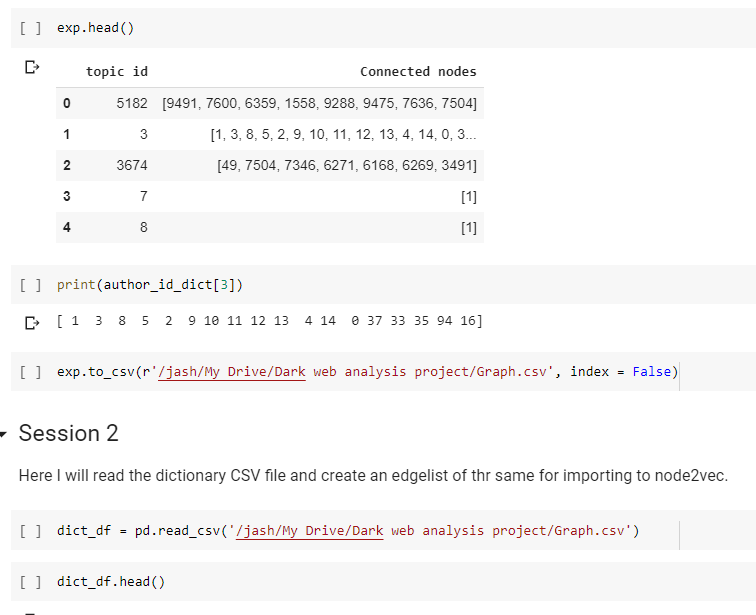 [ ] exp.head()
topic id Connected nodes
0 5182 [9491, 7600, 6359, 1558, 9288, 9475, 7636, 7504]
1 3 [1, 3, 8, 5, 2, 9, 10, 11, 12, 13, 4, 14, 0, 3...
2 3674 [49, 7504, 7346, 6271, 6168, 6269, 3491]
3 7 [1]
4 8 [1]
[ ] print(author_id_dict[3])
[ 1 3 8 5 2 9 10 11 12 13 4 14 0 37 33 35 94 16]
[ ] exp.to_csv(r'/jash/My Drive/Dark web analysis project/Graph.csv', index = False)
Session 2
Here I will read the dictionary CSV file and create an edgelist of thr same for importing to node2vec.
[ ] dict_df = pd.read_csv('/jash/My Drive/Dark web analysis project/Graph.csv')
[ ] dict_df.head()